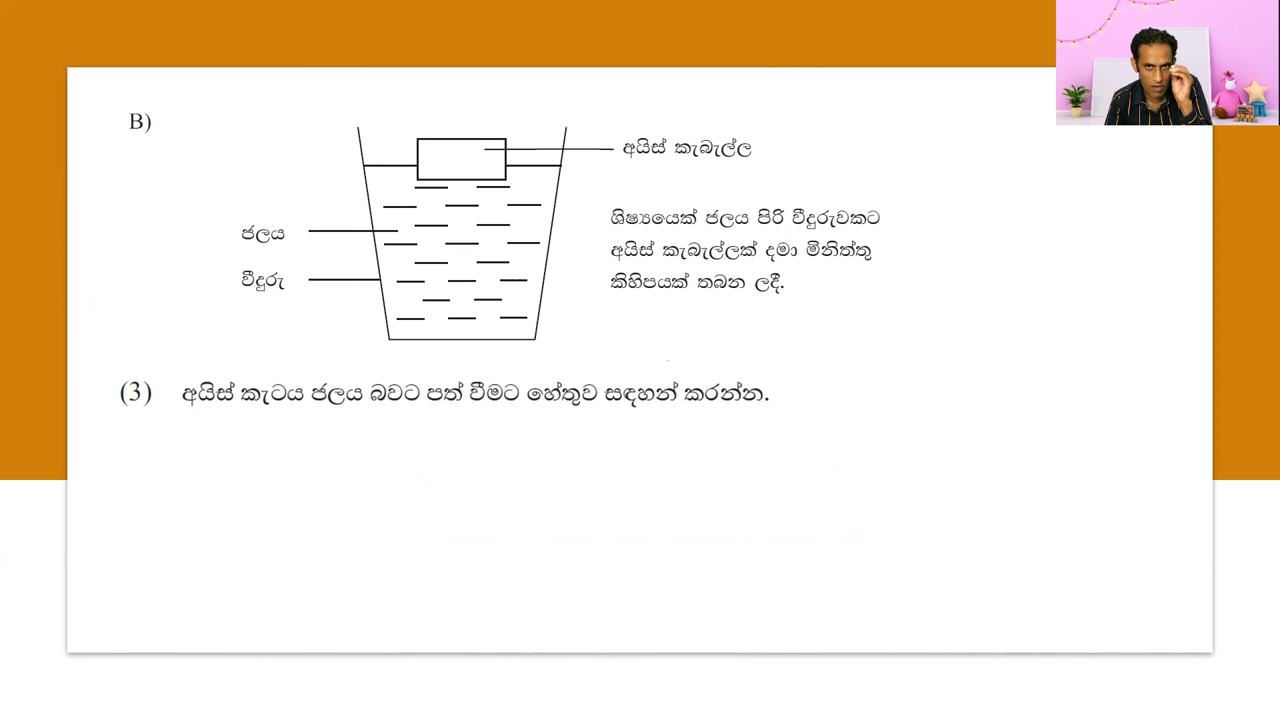 B)
අයිස් කැබැල්ල
ශිෂ්‍යයෙක් ජලය පිරි වීදුරුවකට
අයිස් කැබැල්ලක් දමා මිනිත්තු
කිහිපයක් තබන ලදී.
ජලය
වීදුරු
(3) අයිස් කැටය ජලය බවට පත් වීමට හේතුව සඳහන් කරන්න.